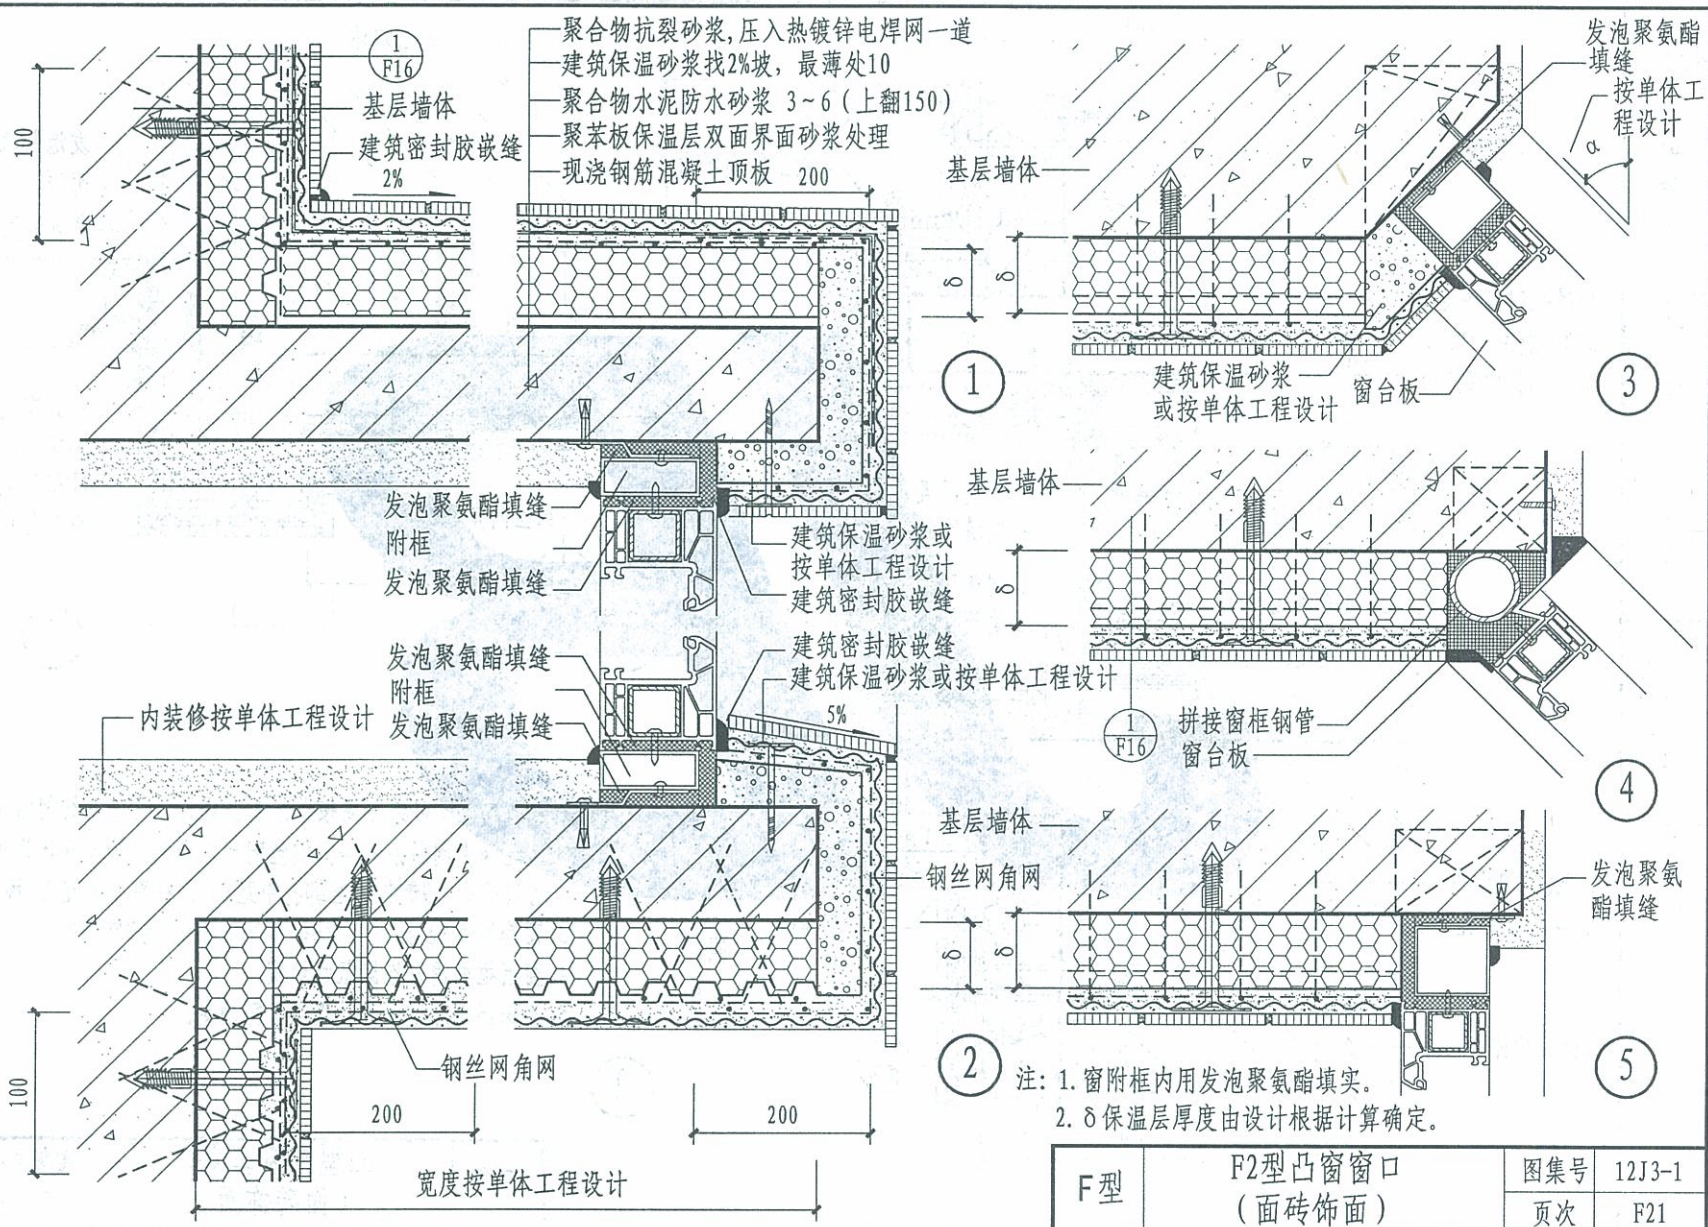 聚合物抗裂砂浆,压入热镀锌电焊网一道
建筑保温砂浆找2%坡，最薄处10
聚合物水泥防水砂浆 3~6（上翻150）
聚苯板保温层双面界面砂浆处理
现浇钢筋混凝土顶板
200
1
F16
基层墙体
建筑密封胶嵌缝
2%
100
δ
1
发泡聚氨酯填缝
附框
发泡聚氨酯填缝
建筑保温砂浆或
按单体工程设计
建筑密封胶嵌缝
发泡聚氨酯填缝
附框
发泡聚氨酯填缝
建筑密封胶嵌缝
建筑保温砂浆或按单体工程设计
5%
内装修按单体工程设计
钢丝网角网
δ
2
钢丝网角网
100
200
200
宽度按单体工程设计
发泡聚氨酯
填缝
按单体工
程设计
α
基层墙体
δ
建筑保温砂浆
或按单体工程设计
窗台板
3
基层墙体
δ
1
F16
拼接窗框钢管
窗台板
4
基层墙体
δ
发泡聚氨
酯填缝
5
注: 1. 窗附框内用发泡聚氨酯填实。
2. δ保温层厚度由设计根据计算确定。
F型
F2型凸窗窗口
（面砖饰面）
图集号
12J3-1
页次
F21